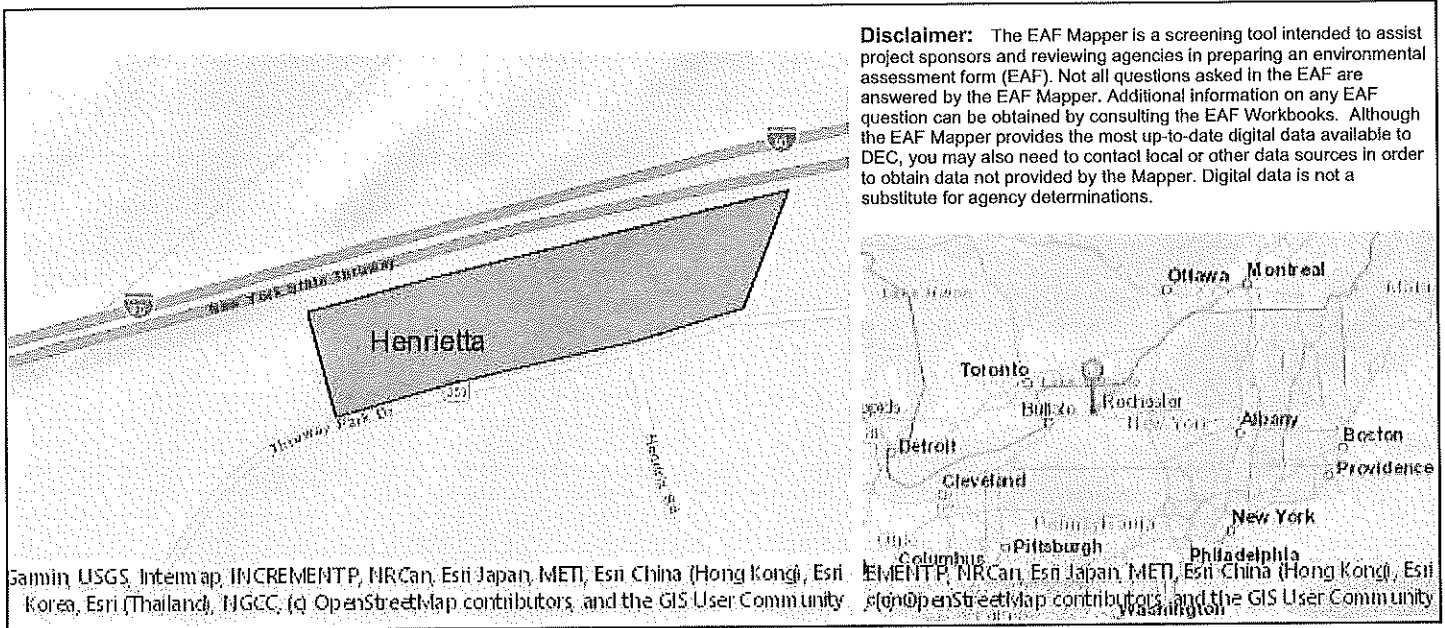 Disclaimer: The EAF Mapper is a screening tool intended to assist
project sponsors and reviewing agencies in preparing an environmental
assessment form (EAF). Not all questions asked in the EAF are
answered by the EAF Mapper. Additional information on any EAF
question can be obtained by consulting the EAF Workbooks. Although
the EAF Mapper provides the most up-to-date digital data available to
DEC, you may also need to contact local or other data sources in order
to obtain data not provided by the Mapper. Digital data is not a
substitute for agency determinations.
New York State Thruway
Henrietta
359
Thruway Park Dr
Ottawa
Montreal
Toronto
Buffalo
Rochester
New York
Albany
Boston
Detroit
Providence
Cleveland
Pennsylvania
New York
Columbus
Pittsburgh
Philadelphia
Washington
Garmin, USGS, Intermap, INCREMENT P, NRCan, Esri Japan, METI, Esri China (Hong Kong), Esri
Korea, Esri (Thailand), NGCC, (c) OpenStreetMap contributors, and the GIS User Community
EMENT P, NRCan, Esri Japan, METI, Esri China (Hong Kong), Esri
OpenStreetMap contributors, and the GIS User Community